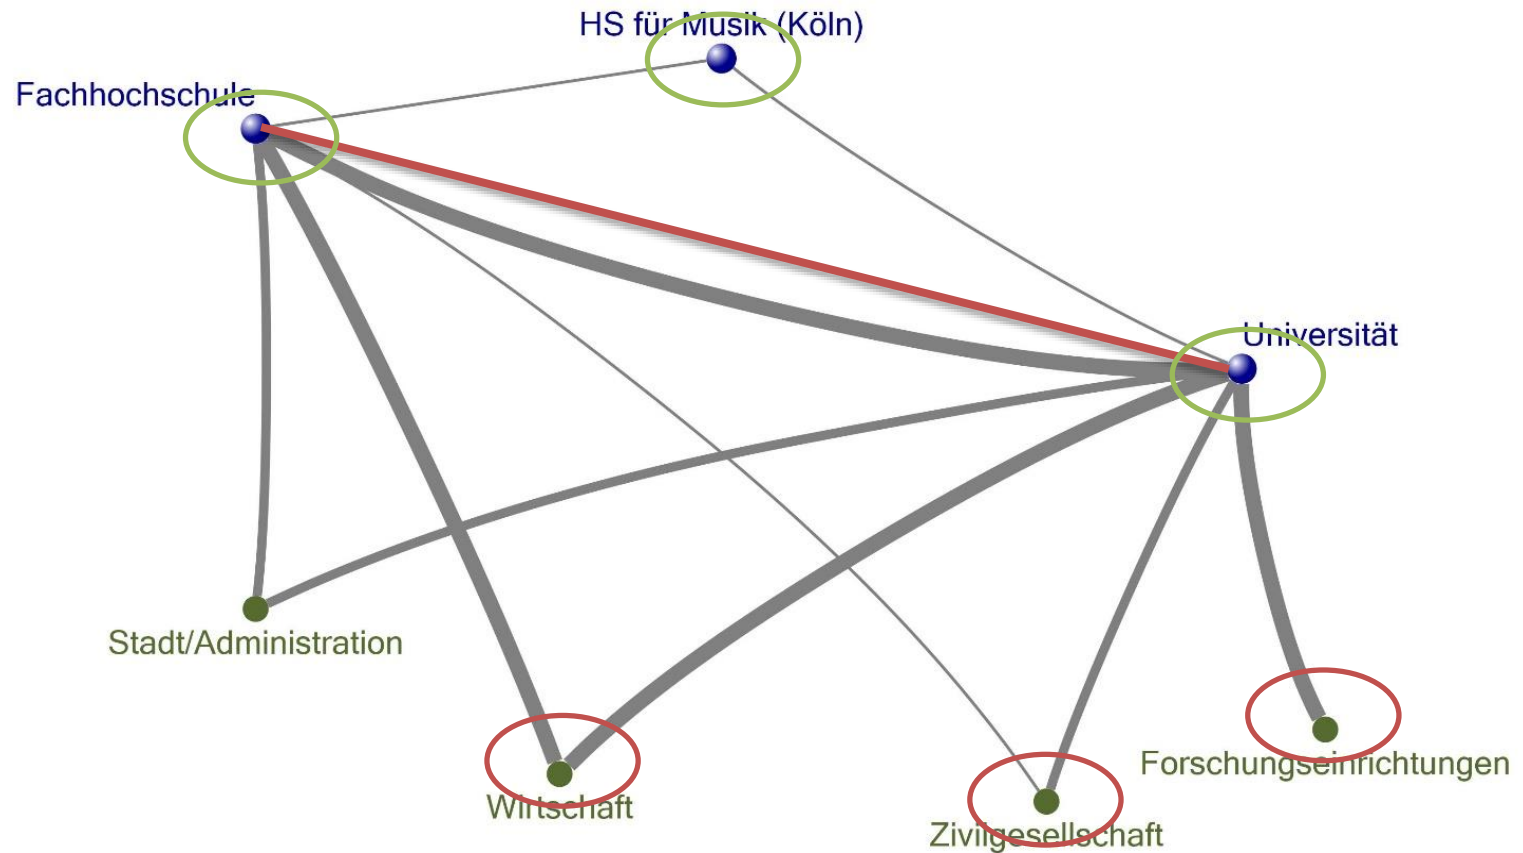 HS für Musik (Köln)
Fachhochschule
Universität
Stadt/Administration
Wirtschaft
Forschungseinrichtungen
Zivilgesellschaft